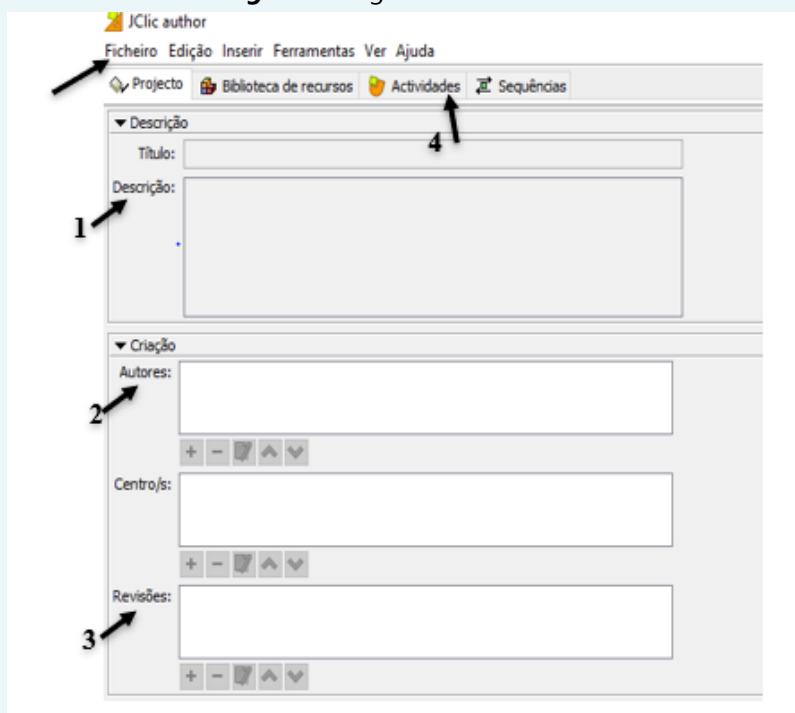 JClic author
Ficheiro Edição Inserir Ferramentas Ver Ajuda
Projecto Biblioteca de recursos Actividades Sequências
Descrição
4
Título:
Descrição:
1
Criação
Autores:
2
Centro/s:
Revisões:
3